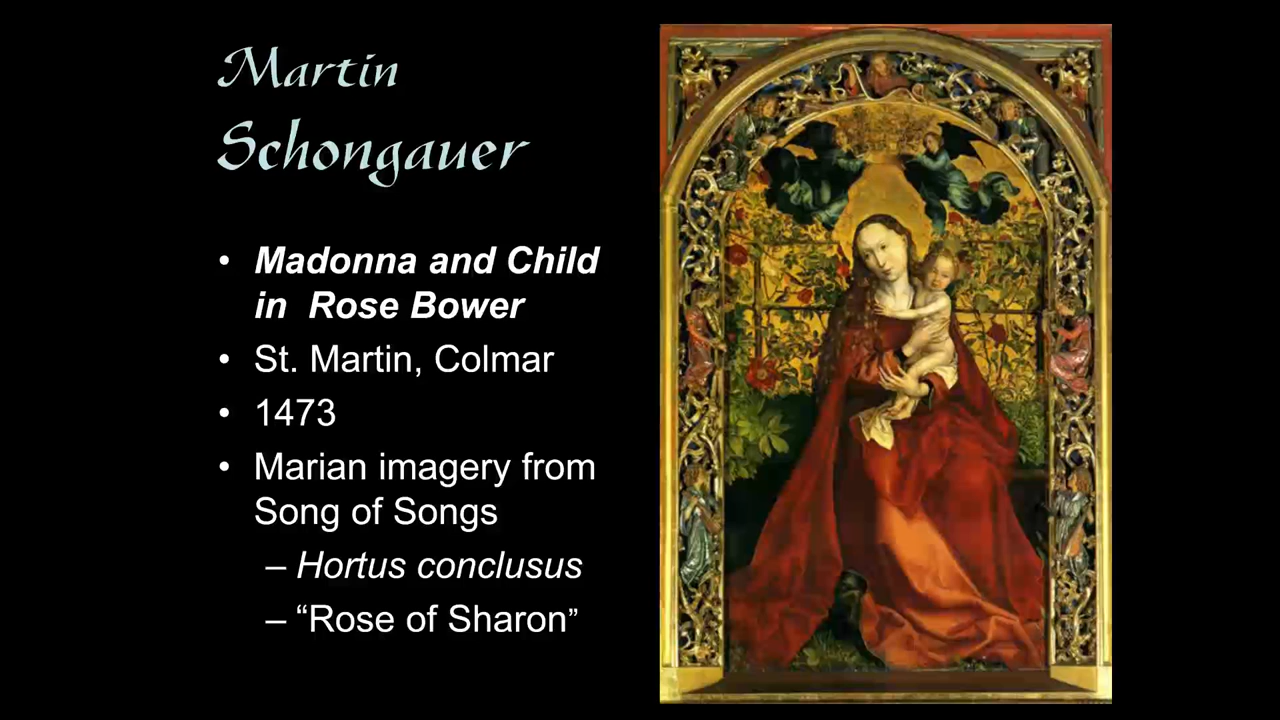 Martin
Schongauer
• Madonna and Child
in Rose Bower
• St. Martin, Colmar
• 1473
• Marian imagery from
Song of Songs
– Hortus conclusus
– “Rose of Sharon”